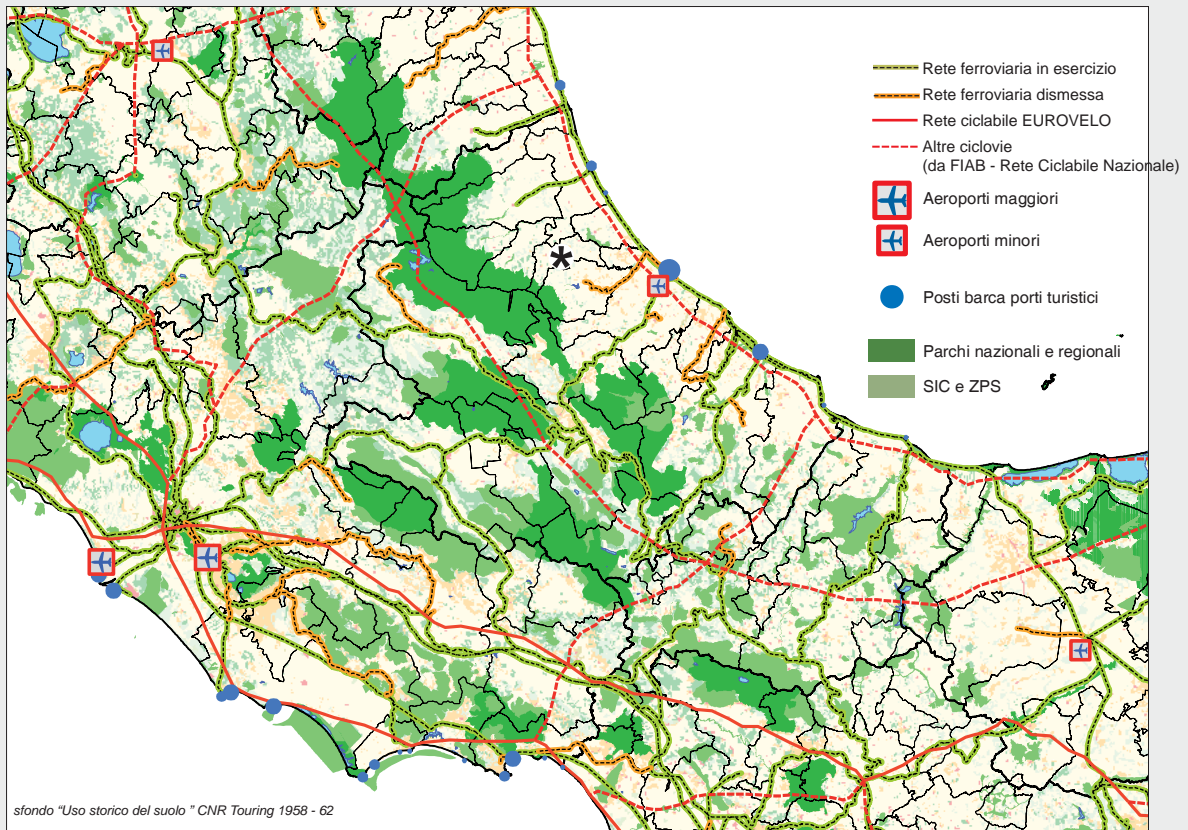 Rete ferroviaria in esercizio
Rete ferroviaria dismessa
Rete ciclabile EUROVELO
Altre ciclovie
(da FIAB - Rete Ciclabile Nazionale)
Aeroporti maggiori
Aeroporti minori
Posti barca porti turistici
Parchi nazionali e regionali
SIC e ZPS
*
sfondo "Uso storico del suolo " CNR Touring 1958 - 62